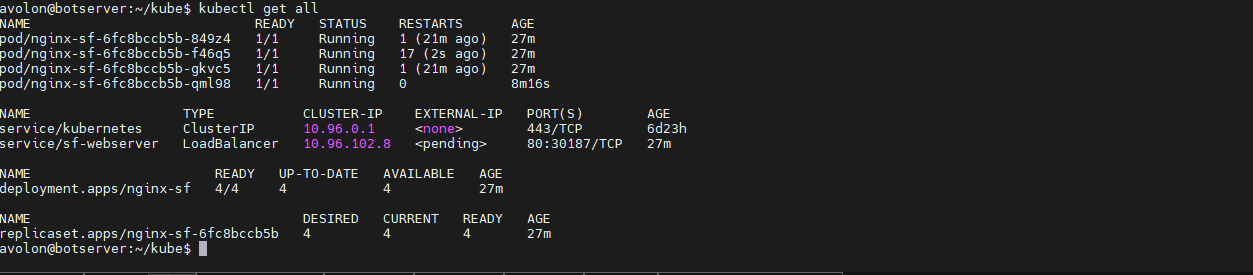 avolon@botserver:~/kube$ kubectl get all
NAME                            READY   STATUS    RESTARTS       AGE
pod/nginx-sf-6fc8bccb5b-849z4   1/1     Running   1 (21m ago)    27m
pod/nginx-sf-6fc8bccb5b-f46q5   1/1     Running   17 (2s ago)    27m
pod/nginx-sf-6fc8bccb5b-gkvc5   1/1     Running   1 (21m ago)    27m
pod/nginx-sf-6fc8bccb5b-qml98   1/1     Running   0              8m16s

NAME                   TYPE           CLUSTER-IP    EXTERNAL-IP   PORT(S)        AGE
service/kubernetes     ClusterIP      10.96.0.1     <none>        443/TCP        6d23h
service/sf-webserver   LoadBalancer   10.96.102.8   <pending>     80:30187/TCP   27m

NAME                       READY   UP-TO-DATE   AVAILABLE   AGE
deployment.apps/nginx-sf   4/4     4            4           27m

NAME                                  DESIRED   CURRENT   READY   AGE
replicaset.apps/nginx-sf-6fc8bccb5b   4         4         4       27m
avolon@botserver:~/kube$